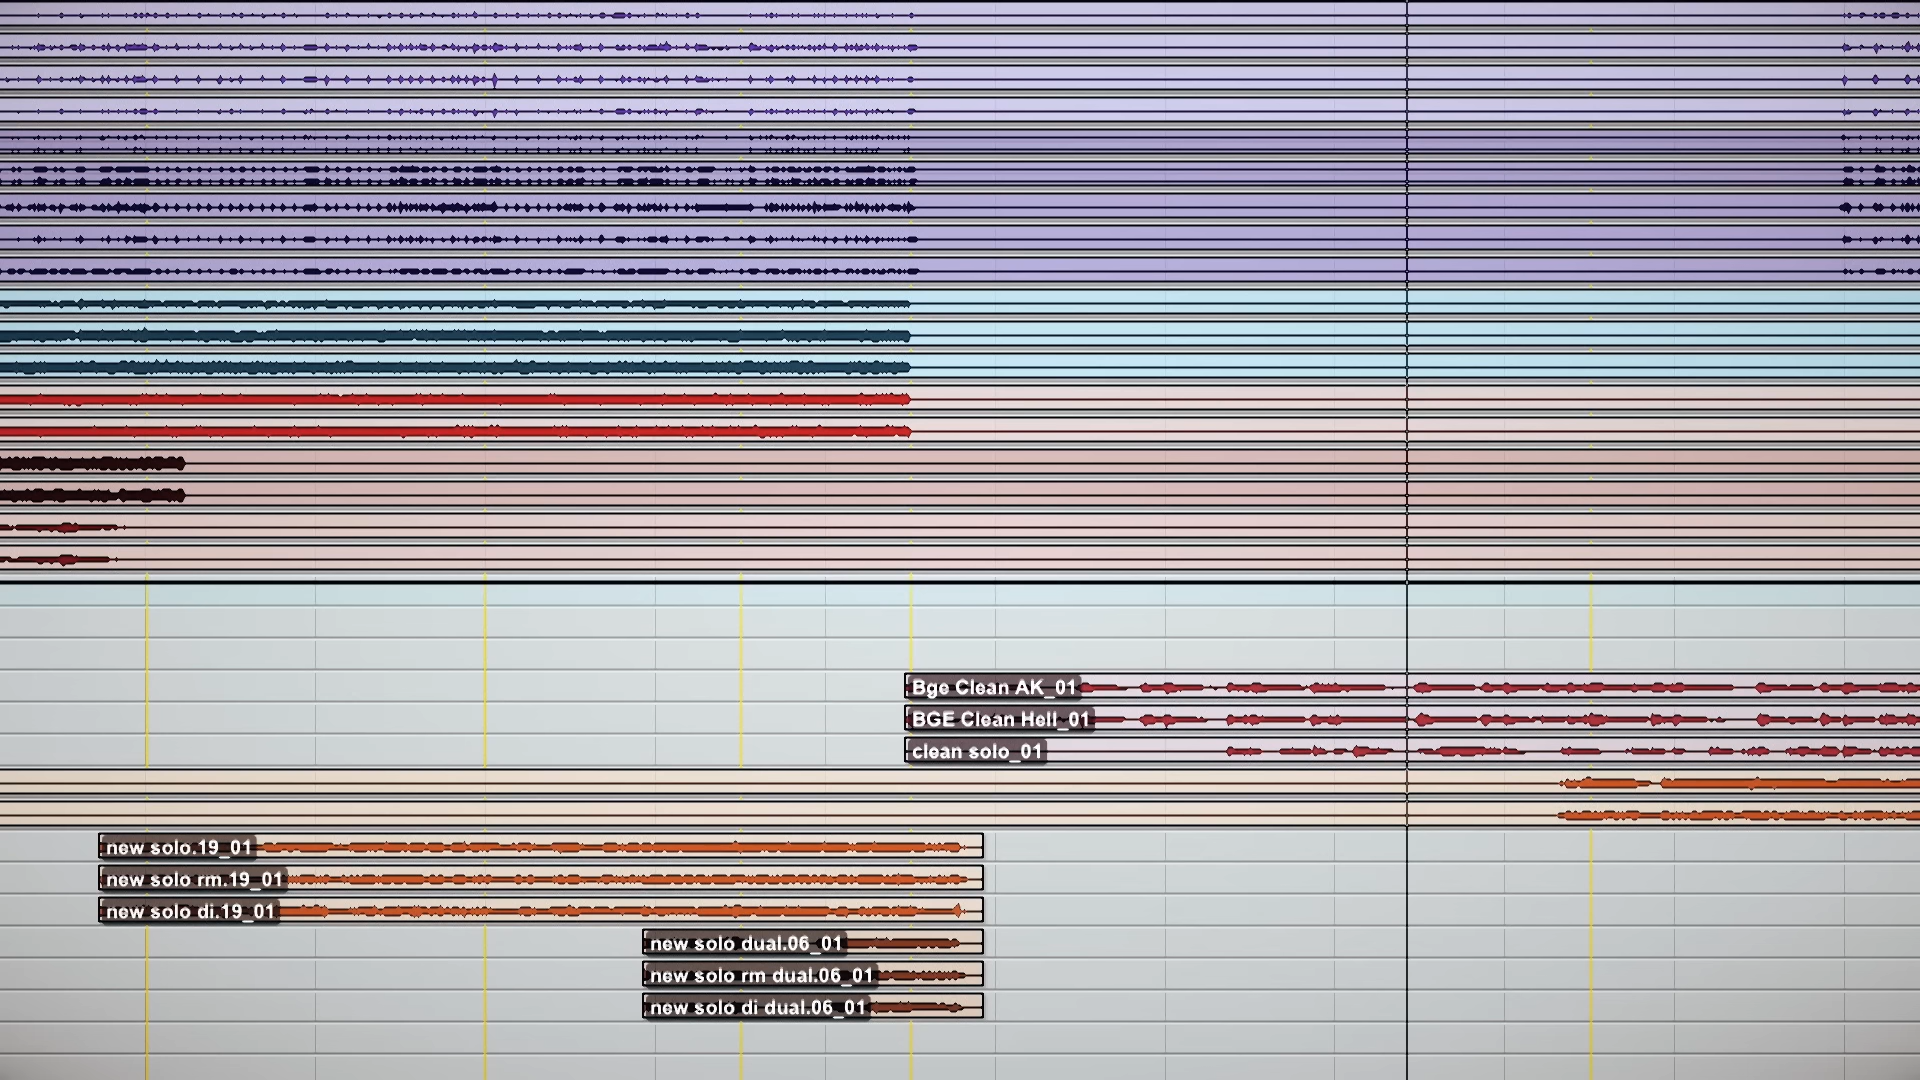 Bge Clean AK_01
BGE Clean Hell_01
clean solo_01
new solo.19_01
new solo rm.19_01
new solo di.19_01
new solo dual.06_01
new solo rm dual.06_01
new solo di dual.06_01